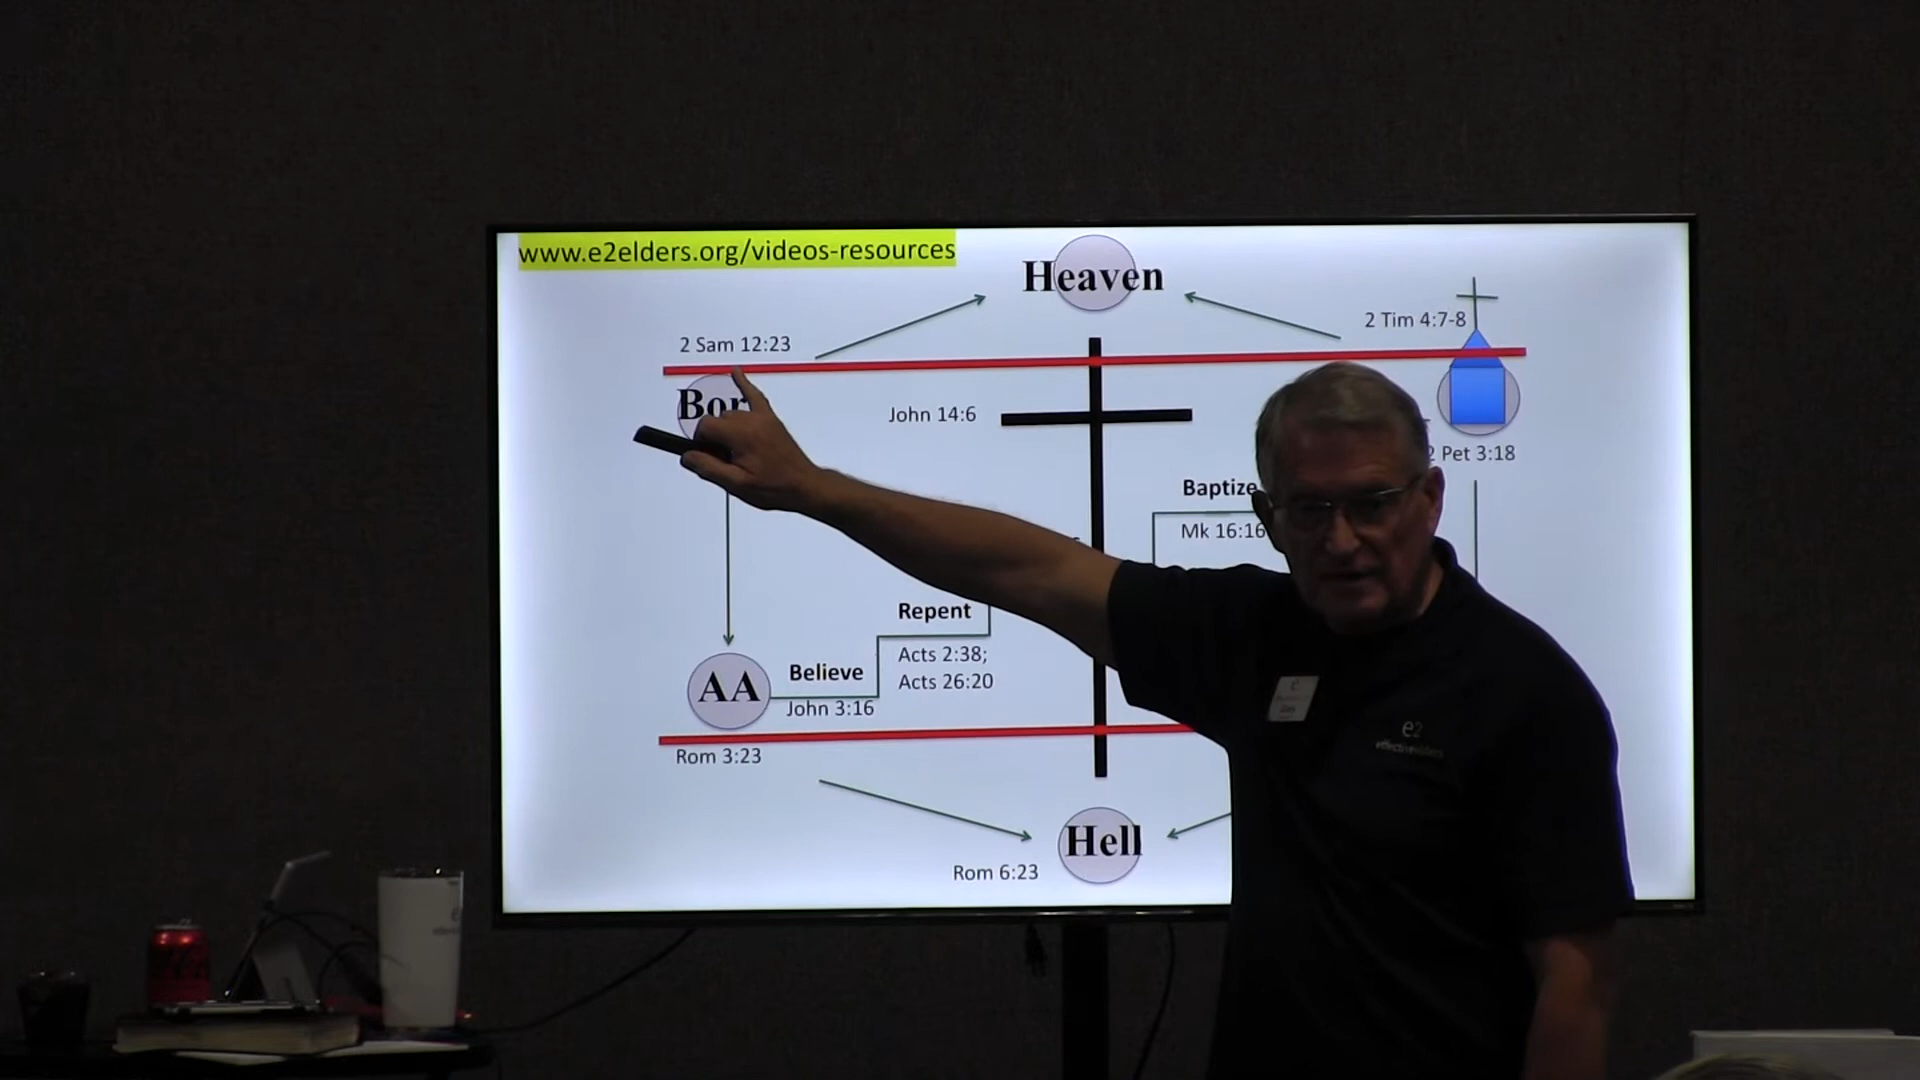 www.e2elders.org/videos-resources
Heaven
2 Sam 12:23
2 Tim 4:7-8
Bor
John 14:6
2 Pet 3:18
Baptize
Mk 16:16
Repent
Acts 2:38;
Acts 26:20
AA
Believe
John 3:16
Rom 3:23
Hell
Rom 6:23
e2